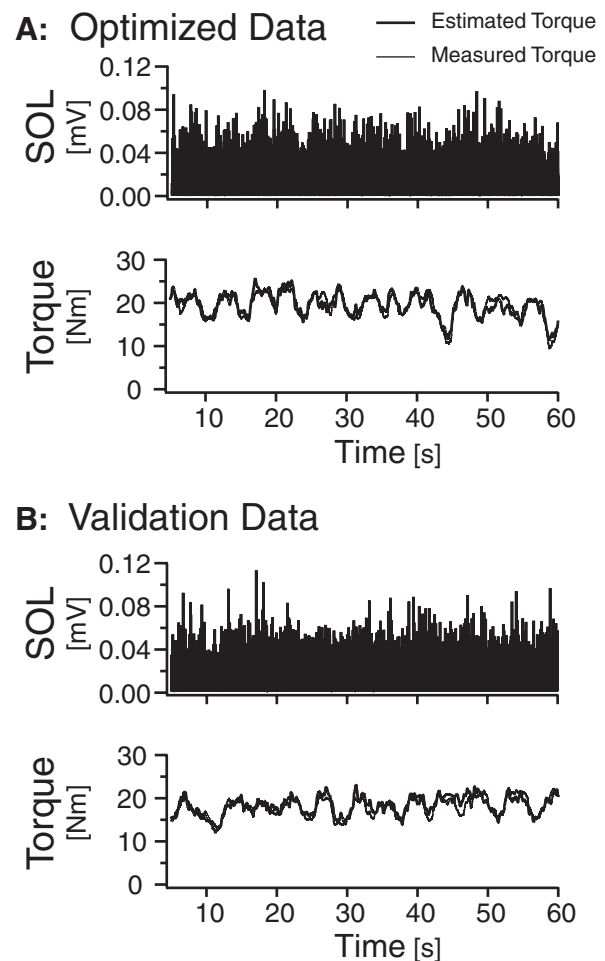 A: Optimized Data
Estimated Torque
Measured Torque
SOL
[mV]
0.12
0.08
0.04
0.00
Torque
[Nm]
30
20
10
0
10 20 30 40 50 60
Time [s]
B: Validation Data
SOL
[mV]
0.12
0.08
0.04
0.00
Torque
[Nm]
30
20
10
0
10 20 30 40 50 60
Time [s]